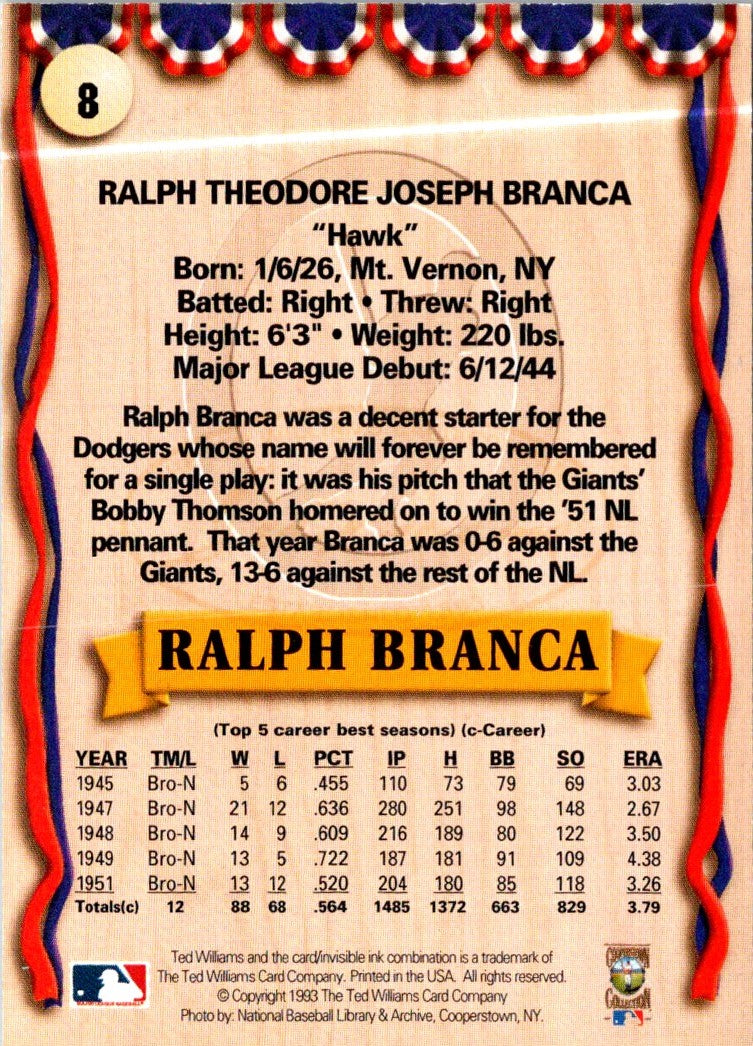 8
RALPH THEODORE JOSEPH BRANCA
"Hawk"
Born: 1/6/26, Mt. Vernon, NY
Batted: Right • Threw: Right
Height: 6'3" • Weight: 220 lbs.
Major League Debut: 6/12/44
Ralph Branca was a decent starter for the
Dodgers whose name will forever be remembered
for a single play: it was his pitch that the Giants'
Bobby Thomson homered on to win the '51 NL
pennant. That year Branca was 0-6 against the
Giants, 13-6 against the rest of the NL.
RALPH BRANCA
(Top 5 career best seasons) (c-Career)
YEAR TM/L W L PCT IP H BB SO ERA
1945 Bro-N 5 6 .455 110 73 79 69 3.03
1947 Bro-N 21 12 .636 280 251 98 148 2.67
1948 Bro-N 14 9 .609 216 189 80 122 3.50
1949 Bro-N 13 5 .722 187 181 91 109 4.38
1951 Bro-N 13 12 .520 204 180 85 118 3.26
Totals(c) 12 88 68 .564 1485 1372 663 829 3.79
Ted Williams and the card/invisible ink combination is a trademark of
The Ted Williams Card Company. Printed in the USA. All rights reserved.
© Copyright 1993 The Ted Williams Card Company
Photo by: National Baseball Library & Archive, Cooperstown, NY.
MAJOR LEAGUE BASEBALL
COOPERSTOWN
COLLECTION